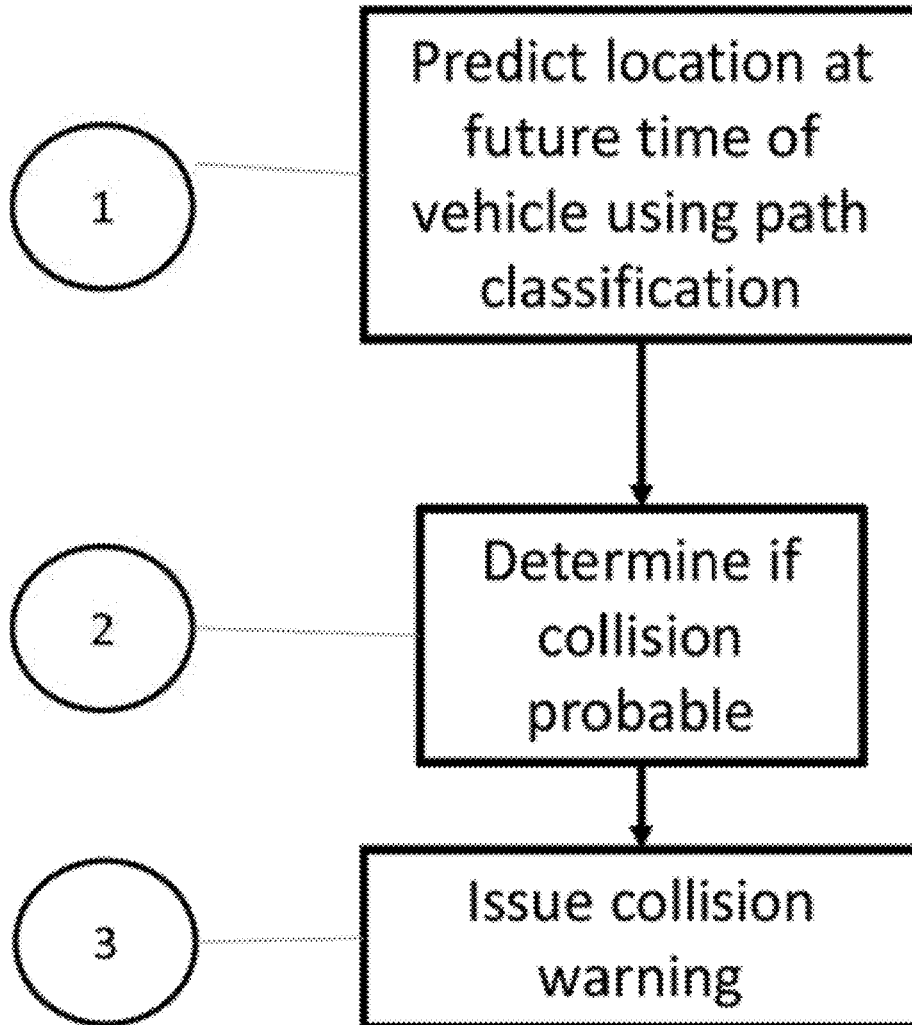 1
Predict location at
future time of
vehicle using path
classification
2
Determine if
collision
probable
3
Issue collision
warning